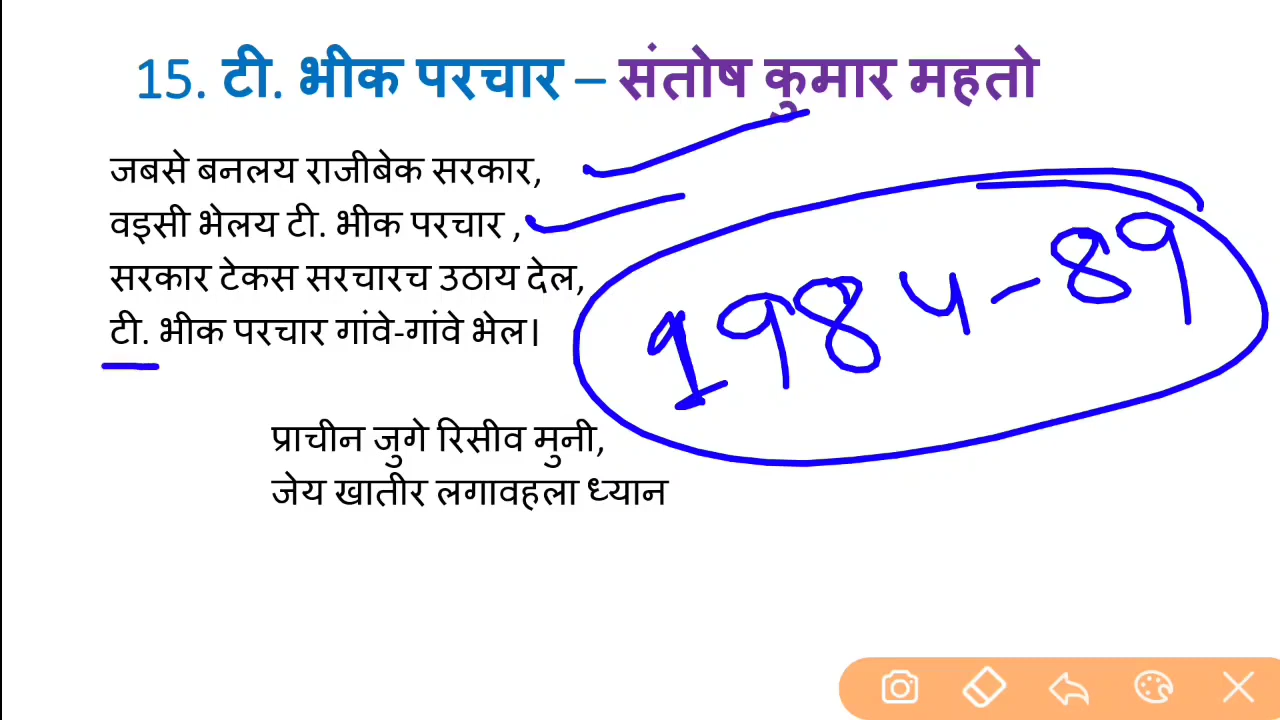 15. टी. भीक परचार – संतोष कुमार महतो
जबसे बनलय राजीबेक सरकार,
वइसी भेलय टी. भीक परचार ,
सरकार टेकस सरचारच उठाय देल,
टी. भीक परचार गांवे-गांवे भेल।
1984-89
प्राचीन जुगे रिसीव मुनी,
जेय खातीर लगावहला ध्यान